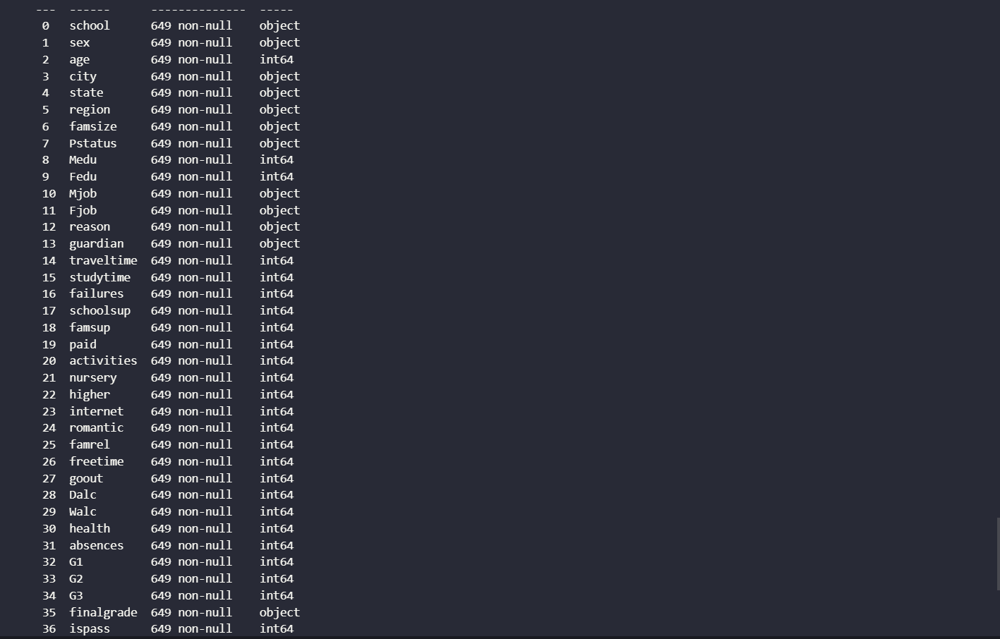 ---  ------      --------------  -----
0   school      649 non-null    object
1   sex         649 non-null    object
2   age         649 non-null    int64
3   city        649 non-null    object
4   state       649 non-null    object
5   region      649 non-null    object
6   famsize     649 non-null    object
7   Pstatus     649 non-null    object
8   Medu        649 non-null    int64
9   Fedu        649 non-null    int64
10  Mjob        649 non-null    object
11  Fjob        649 non-null    object
12  reason      649 non-null    object
13  guardian    649 non-null    object
14  traveltime  649 non-null    int64
15  studytime   649 non-null    int64
16  failures    649 non-null    int64
17  schoolsup   649 non-null    int64
18  famsup      649 non-null    int64
19  paid        649 non-null    int64
20  activities  649 non-null    int64
21  nursery     649 non-null    int64
22  higher      649 non-null    int64
23  internet    649 non-null    int64
24  romantic    649 non-null    int64
25  famrel      649 non-null    int64
26  freetime    649 non-null    int64
27  goout       649 non-null    int64
28  Dalc        649 non-null    int64
29  Walc        649 non-null    int64
30  health      649 non-null    int64
31  absences    649 non-null    int64
32  G1          649 non-null    int64
33  G2          649 non-null    int64
34  G3          649 non-null    int64
35  finalgrade  649 non-null    object
36  ispass      649 non-null    int64